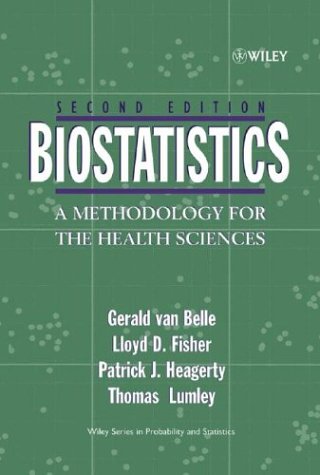 WILEY
SECOND EDITION
BIOSTATISTICS
A METHODOLOGY FOR
THE HEALTH SCIENCES
Gerald van Belle
Lloyd D. Fisher
Patrick J. Heagerty
Thomas Lumley
Wiley Series in Probability and Statistics